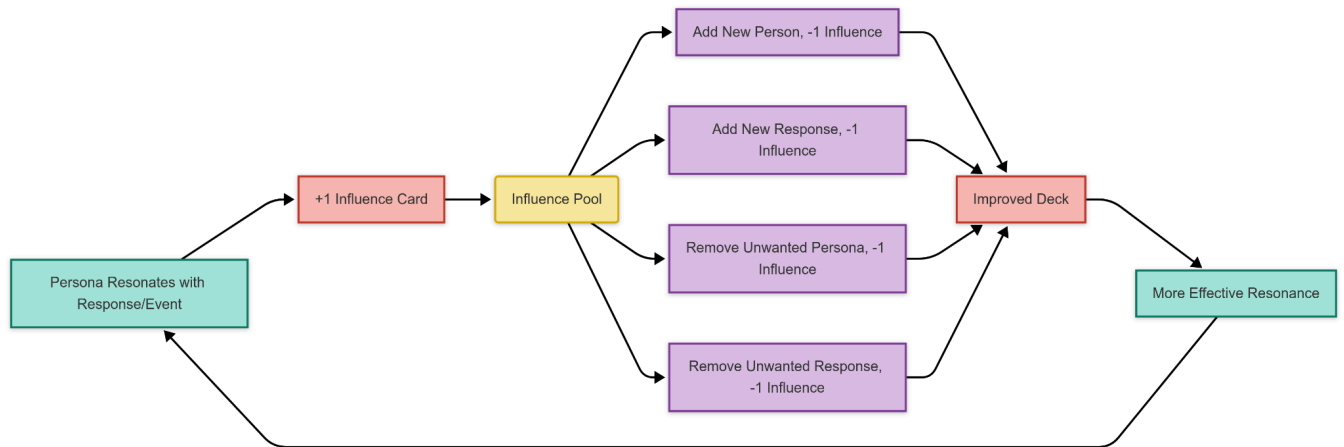 Add New Person, -1 Influence
Add New Response, -1
Influence
+1 Influence Card
Influence Pool
Improved Deck
Remove Unwanted Persona, -1
Influence
Persona Resonates with
Response/Event
More Effective Resonance
Remove Unwanted Response,
-1 Influence